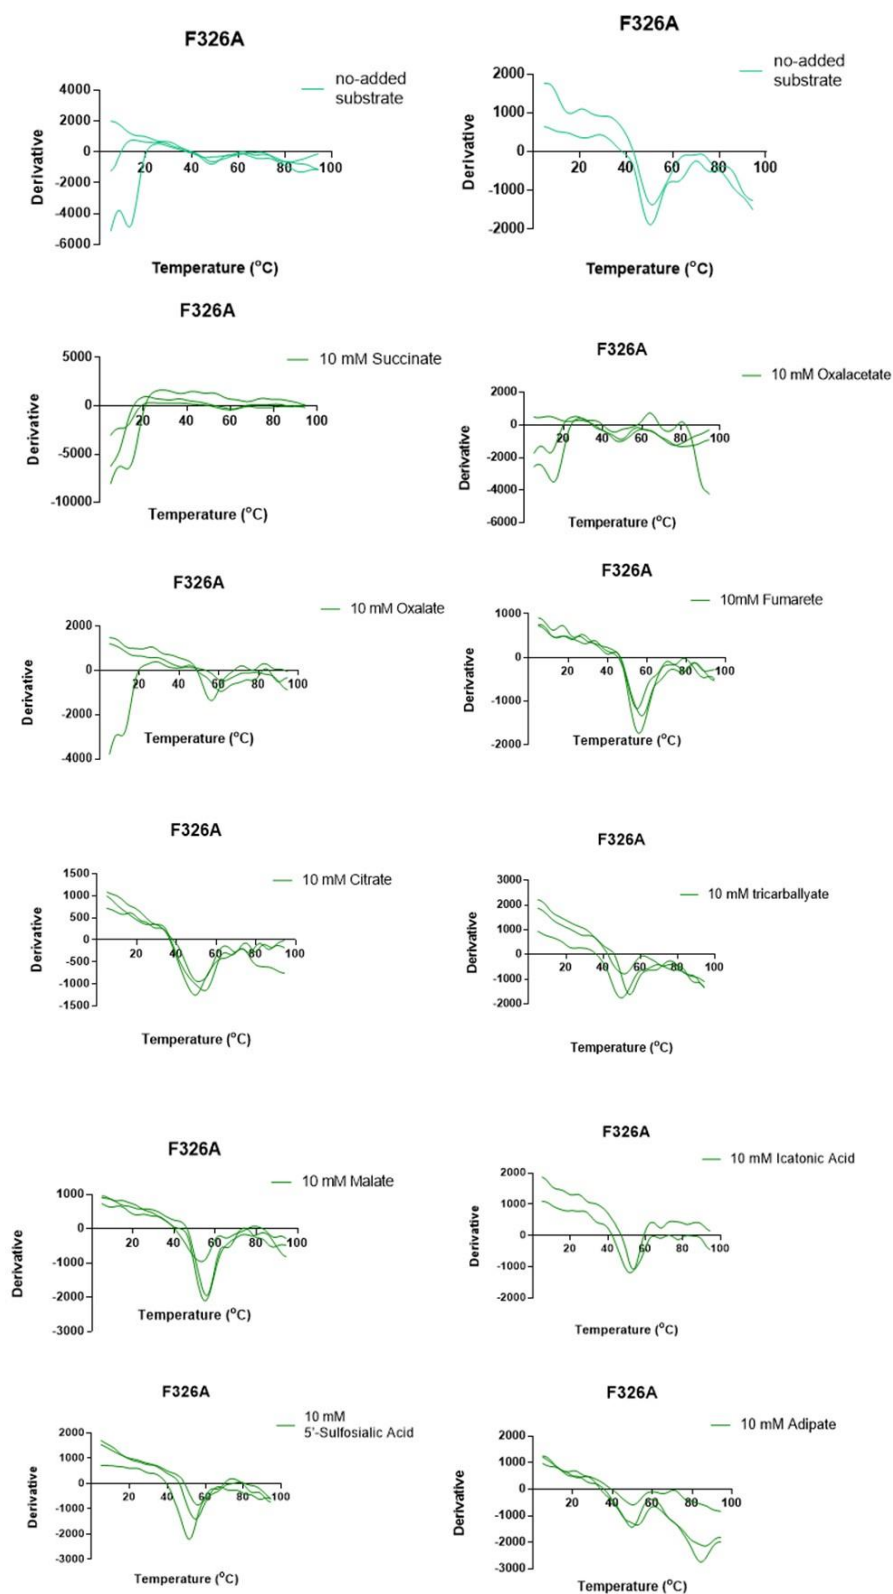 F326A
no-added
substrate
4000
2000
0
-2000
-4000
-6000
20
40
60
80
100
Derivative
Temperature (°C)
F326A
no-added
substrate
2000
1000
0
-1000
-2000
20
40
60
80
100
Derivative
Temperature (°C)
F326A
10 mM Succinate
5000
0
-5000
-10000
20
40
60
80
100
Derivative
Temperature (°C)
F326A
10 mM Oxalacetate
2000
0
-2000
-4000
-6000
20
40
60
80
100
Derivative
Temperature (°C)
F326A
10 mM Oxalate
2000
0
-2000
-4000
20
40
60
80
100
Derivative
Temperature (°C)
F326A
10mM Fumarete
1000
0
-1000
-2000
20
40
60
80
100
Derivative
Temperature (°C)
F326A
10 mM Citrate
1500
1000
500
0
-500
-1000
-1500
20
40
60
80
100
Derivative
Temperature (°C)
F326A
10 mM tricarballyate
3000
2000
1000
0
-1000
-2000
20
40
60
80
100
Derivative
Temperature (°C)
F326A
10 mM Malate
1000
0
-1000
-2000
-3000
20
40
60
80
100
Derivative
Temperature (°C)
F326A
10 mM Icatonic Acid
2000
1000
0
-1000
-2000
20
40
60
80
100
Derivative
Temperature (°C)
F326A
10 mM
5'-Sulfosialic Acid
2000
1000
0
-1000
-2000
-3000
20
40
60
80
100
Derivative
Temperature (°C)
F326A
10 mM Adipate
2000
1000
0
-1000
-2000
-3000
20
40
60
80
100
Derivative
Temperature (°C)